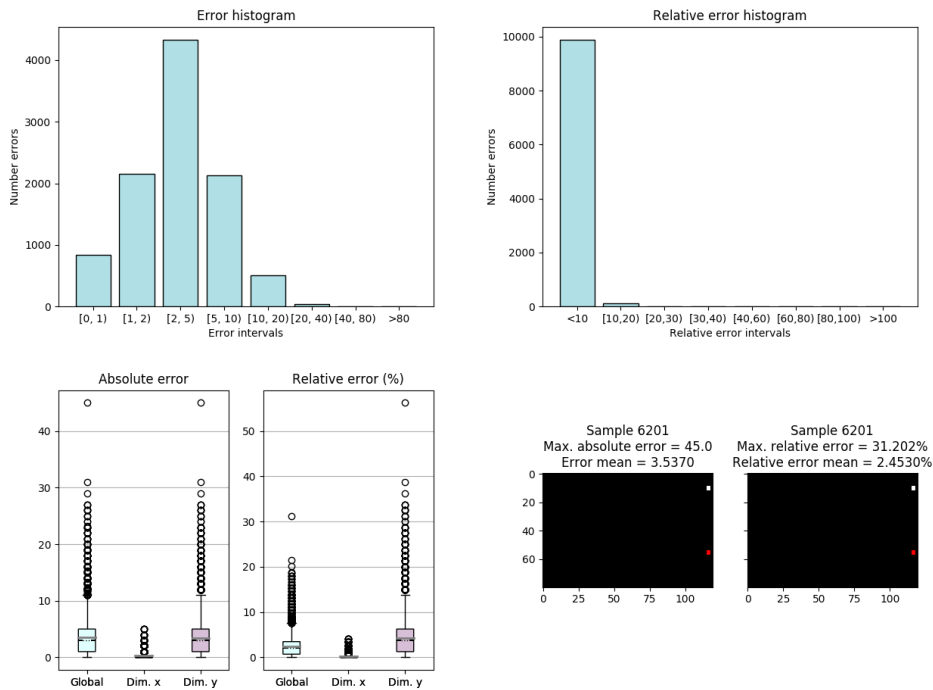 Error histogram
Number errors
4000
3000
2000
1000
0
[0, 1) [1, 2) [2, 5) [5, 10) [10, 20) [20, 40) [40, 80) >80
Error intervals
Relative error histogram
Number errors
10000
8000
6000
4000
2000
0
<10 [10,20) [20,30) [30,40) [40,60) [60,80) [80,100) >100
Relative error intervals
Absolute error
40
30
20
10
0
Global Dim. x Dim. y
Relative error (%)
50
40
30
20
10
0
Global Dim. x Dim. y
Sample 6201
Max. absolute error = 45.0
Error mean = 3.5370
0
20
40
60
0 25 50 75 100
Sample 6201
Max. relative error = 31.202%
Relative error mean = 2.4530%
0 25 50 75 100